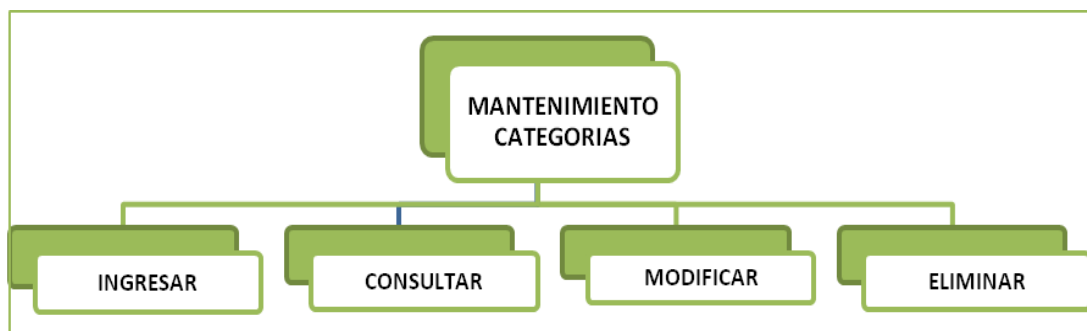 MANTENIMIENTO
CATEGORIAS
INGRESAR
CONSULTAR
MODIFICAR
ELIMINAR